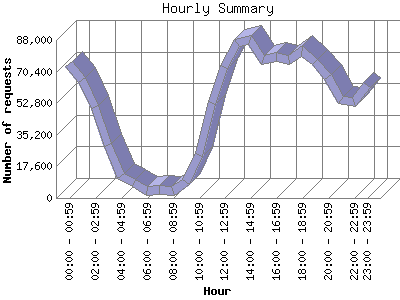 Hourly Summary
Number of requests
88,000
70,400
52,800
35,200
17,600
0
00:00 - 00:59
02:00 - 02:59
04:00 - 04:59
06:00 - 06:59
08:00 - 08:59
10:00 - 10:59
12:00 - 12:59
14:00 - 14:59
16:00 - 16:59
18:00 - 18:59
20:00 - 20:59
22:00 - 22:59
23:00 - 23:59
Hour